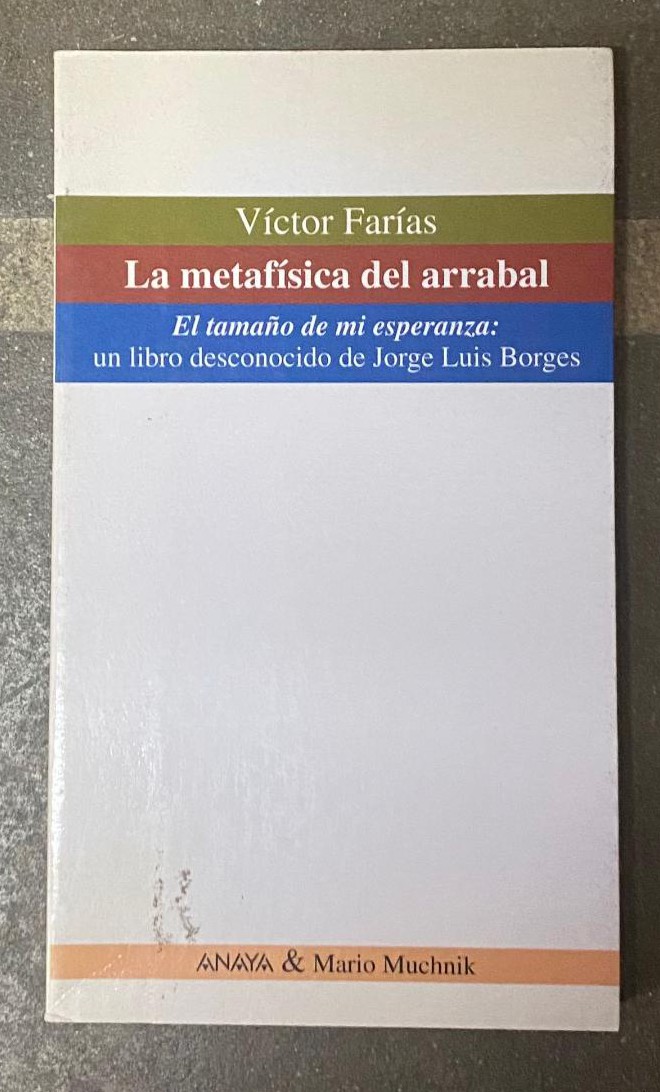 Víctor Farías
La metafísica del arrabal
El tamaño de mi esperanza:
un libro desconocido de Jorge Luis Borges
ANAYA & Mario Muchnik